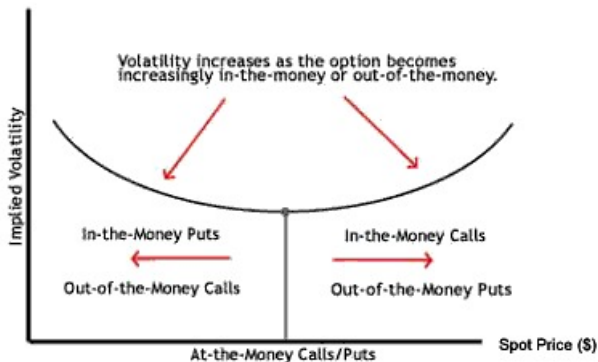 Volatility increases as the option becomes
increasingly in-the-money or out-of-the-money.
Implied Volatility
In-the-Money Puts
In-the-Money Calls
Out-of-the-Money Calls
Out-of-the-Money Puts
At-the-Money Calls/Puts
Spot Price ($)